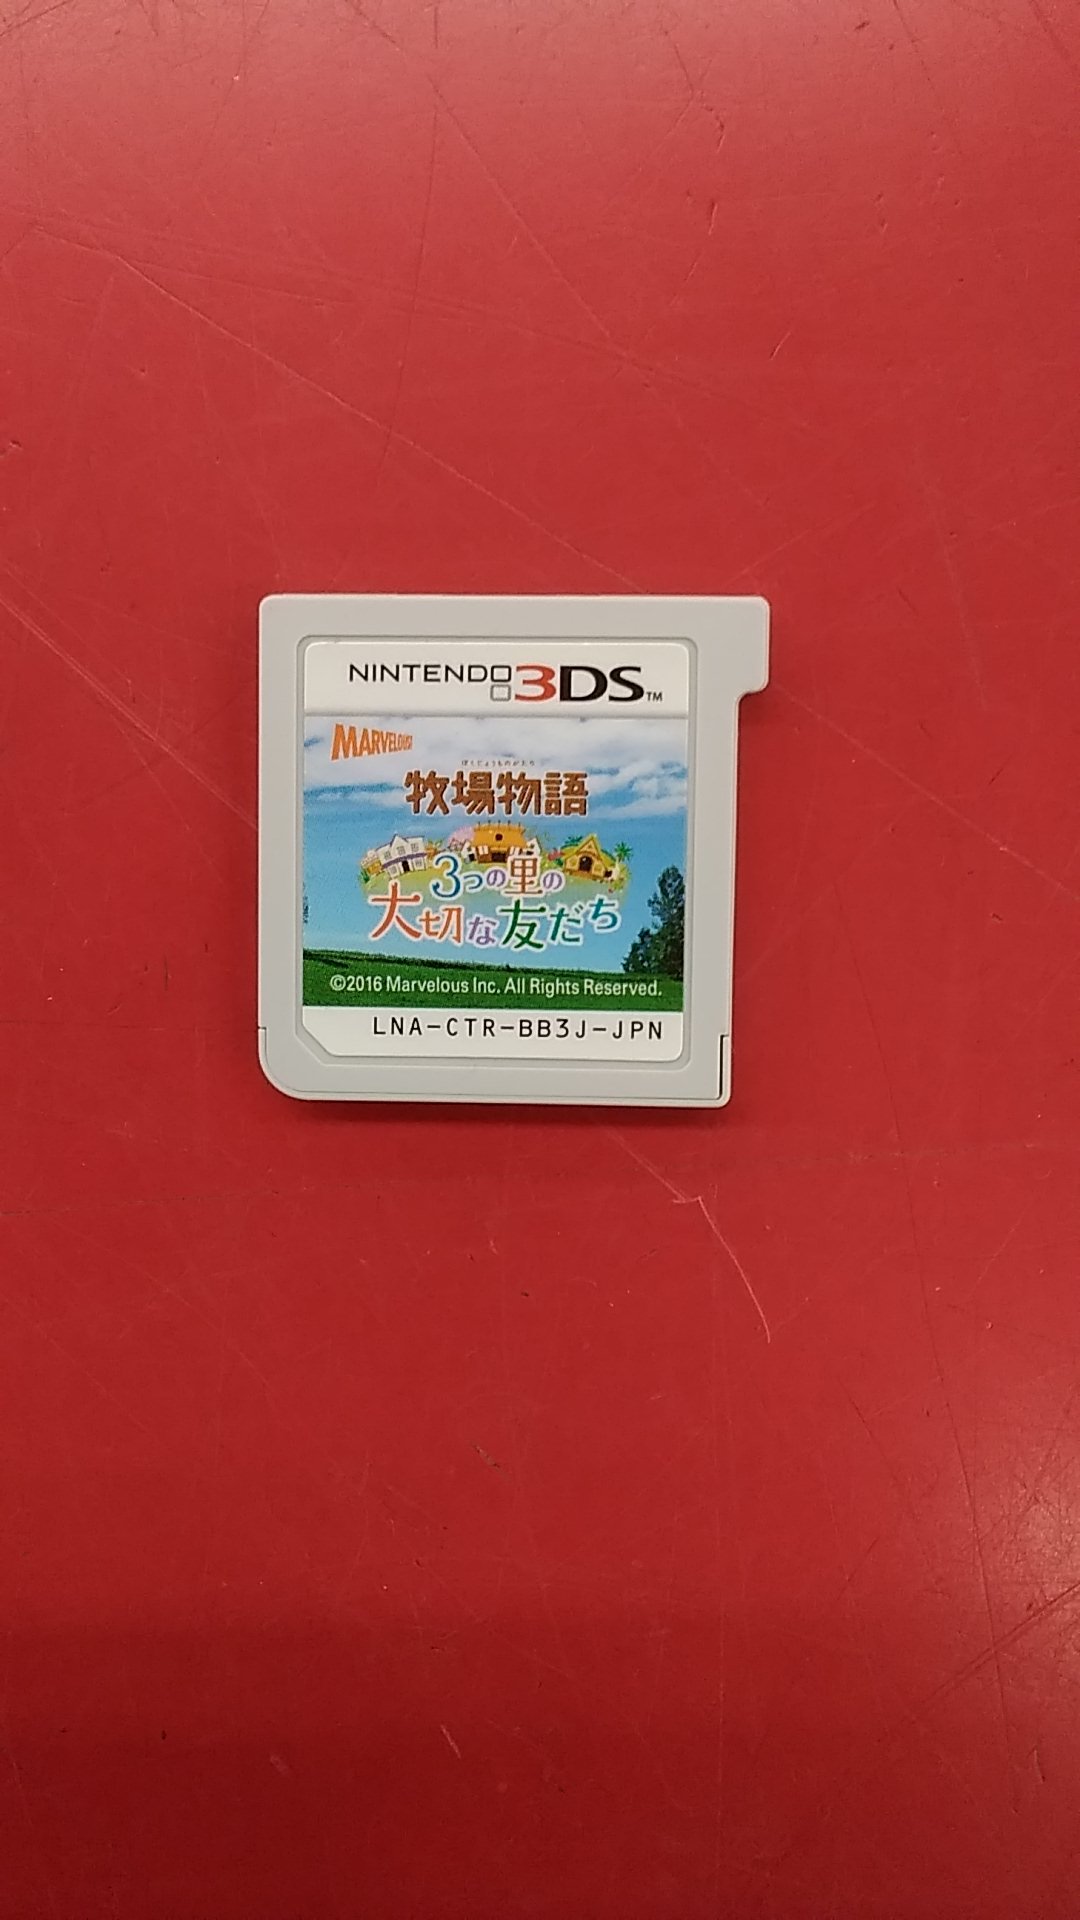 NINTENDO 3DS™
MARVELOUS!
ぼくじょうものがたり
牧場物語
3つの里の
大切な友だち
©2016 Marvelous Inc. All Rights Reserved.
LNA-CTR-BB3J-JPN